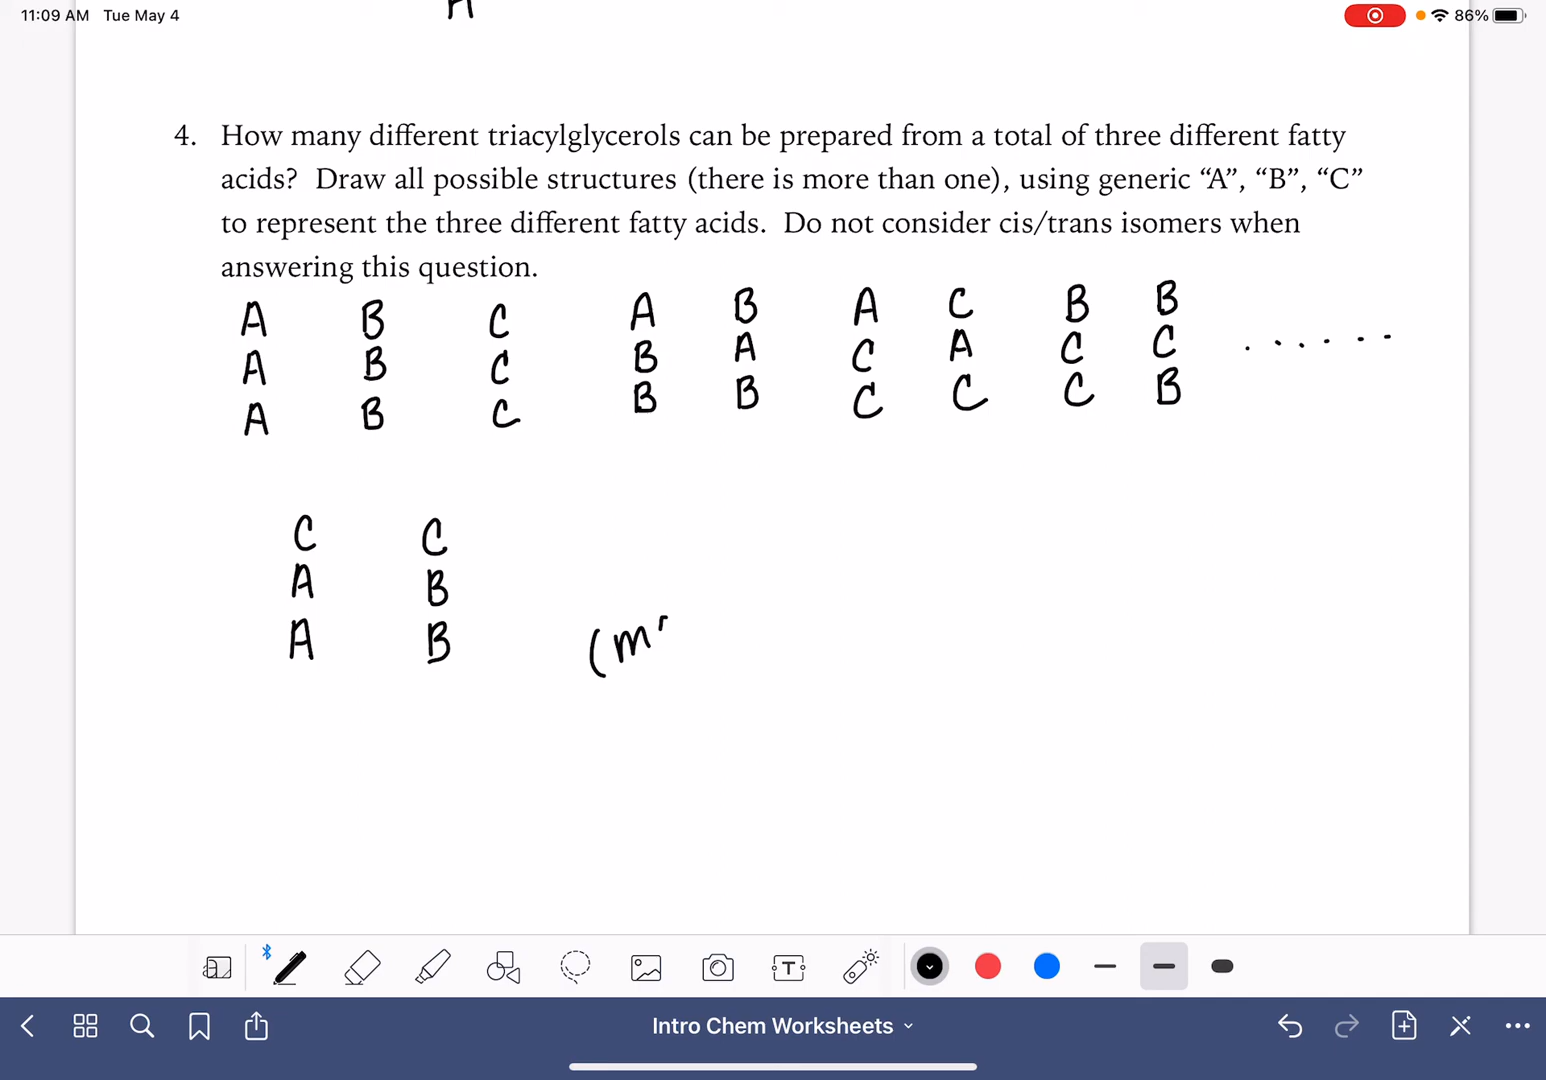 11:09 AM Tue May 4
86%
4. How many different triacylglycerols can be prepared from a total of three different fatty
acids? Draw all possible structures (there is more than one), using generic “A”, “B”, “C”
to represent the three different fatty acids. Do not consider cis/trans isomers when
answering this question.
A B C A B A C B B
A B C B A C A C C ......
A B C B B C C C B
C C
A B
A B
(m
Intro Chem Worksheets